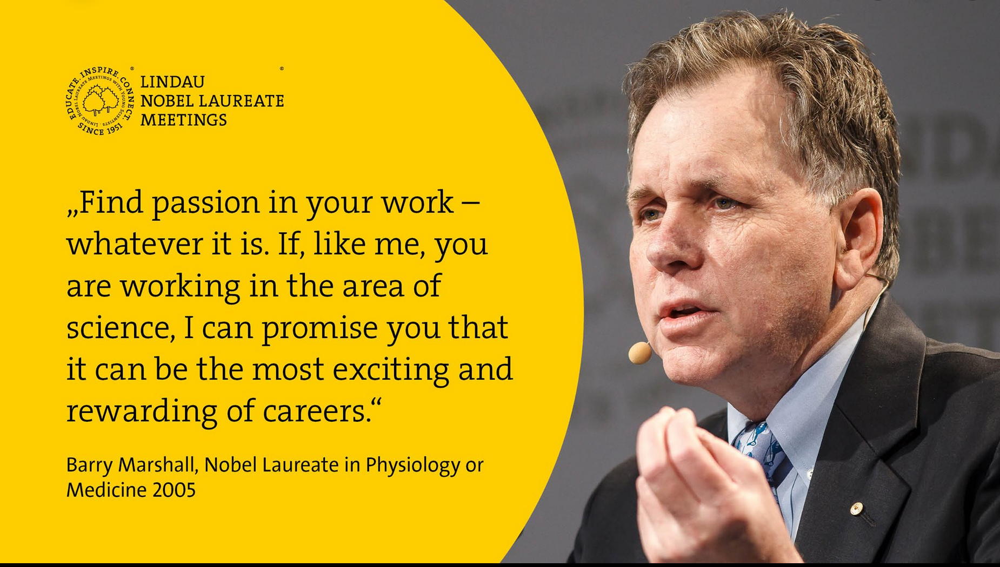 EDUCATE. INSPIRE. CONNECT.
SINCE 1951
LINDAU NOBEL LAUREATE MEETINGS WITH YOUNG SCIENTISTS
®
LINDAU
®
NOBEL LAUREATE
MEETINGS
„Find passion in your work –
whatever it is. If, like me, you
are working in the area of
science, I can promise you that
it can be the most exciting and
rewarding of careers.“
Barry Marshall, Nobel Laureate in Physiology or
Medicine 2005